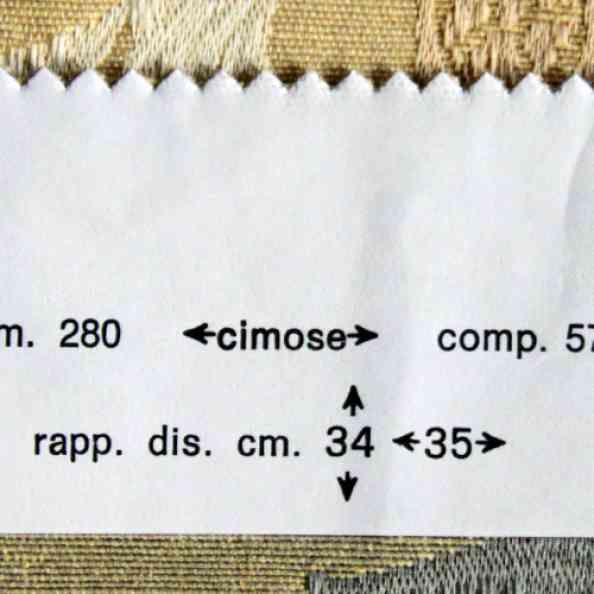 m. 280 ←cimose→ comp. 57
rapp. dis. cm. 34 ←35→